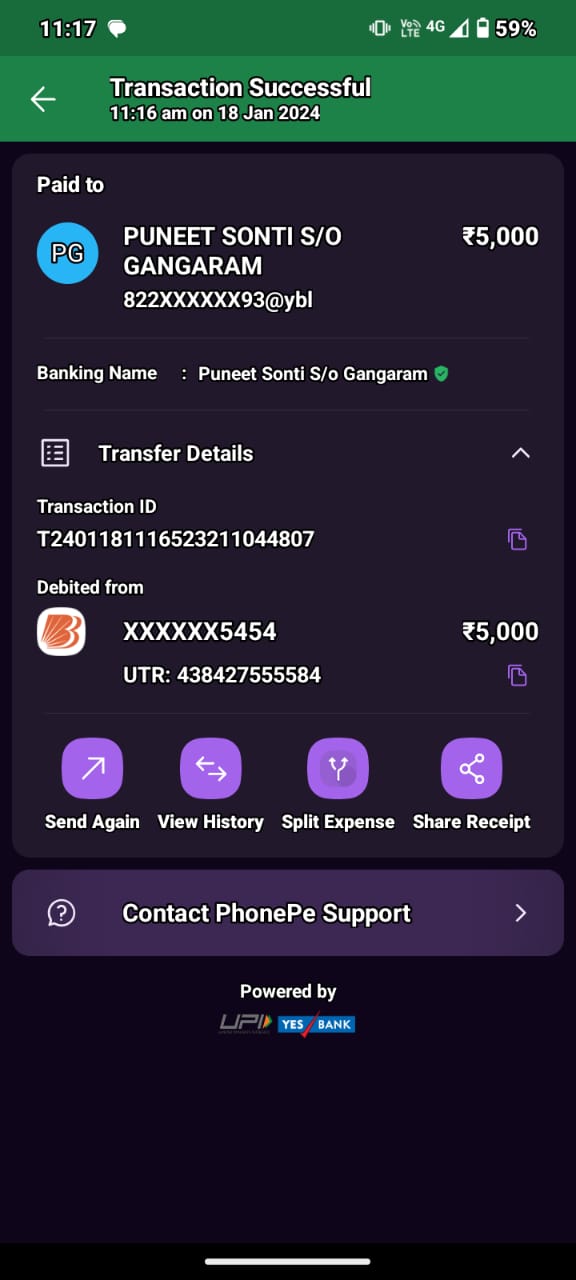 11:17
Vo) LTE 4G 59%
Transaction Successful
11:16 am on 18 Jan 2024
Paid to
PG
PUNEET SONTI S/O
GANGARAM
₹5,000
822XXXXXX93@ybl
Banking Name : Puneet Sonti S/o Gangaram
Transfer Details
Transaction ID
T2401181116523211044807
Debited from
XXXXXX5454 ₹5,000
UTR: 438427555584
Send Again View History Split Expense Share Receipt
Contact PhonePe Support
Powered by
UPI YES BANK